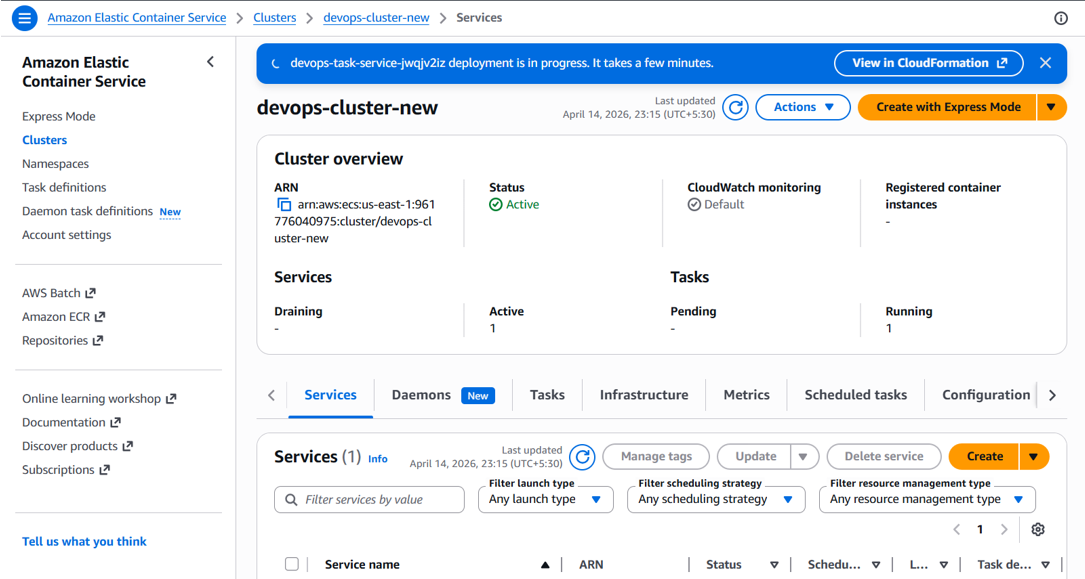 Amazon Elastic Container Service > Clusters > devops-cluster-new > Services
Amazon Elastic
Container Service
Express Mode
Clusters
Namespaces
Task definitions
Daemon task definitions New
Account settings
AWS Batch
Amazon ECR
Repositories
Online learning workshop
Documentation
Discover products
Subscriptions
Tell us what you think
devops-task-service-jwqjv2iz deployment is in progress. It takes a few minutes.
View in CloudFormation
devops-cluster-new
Last updated
April 14, 2026, 23:15 (UTC+5:30)
Actions
Create with Express Mode
Cluster overview
ARN
arn:aws:ecs:us-east-1:961
776040975:cluster/devops-cl
uster-new
Status
Active
CloudWatch monitoring
Default
Registered container
instances
-
Services
Tasks
Draining
-
Active
1
Pending
-
Running
1
Services
Daemons New
Tasks
Infrastructure
Metrics
Scheduled tasks
Configuration
Services (1) Info
Last updated
April 14, 2026, 23:15 (UTC+5:30)
Manage tags
Update
Delete service
Create
Filter services by value
Filter launch type
Any launch type
Filter scheduling strategy
Any scheduling strategy
Filter resource management type
Any resource management type
1
Service name
ARN
Status
Schedu...
L...
Task de...